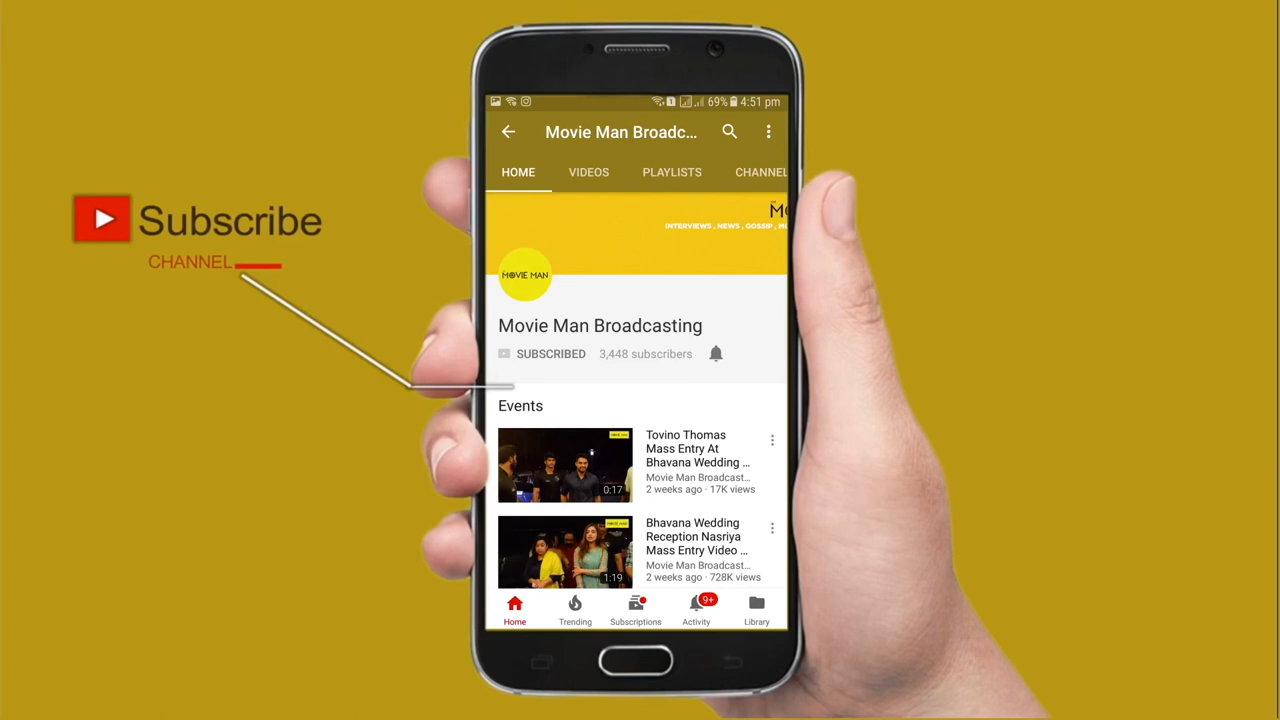 Subscribe
CHANNEL
69% 4:51 pm
Movie Man Broadc...
HOME VIDEOS PLAYLISTS CHANNEL
INTERVIEWS , NEWS , GOSSIP ,
MOVIE MAN
Movie Man Broadcasting
SUBSCRIBED 3,448 subscribers
Events
Tovino Thomas
Mass Entry At
Bhavana Wedding ...
Movie Man Broadcast...
2 weeks ago · 17K views
0:17
Bhavana Wedding
Reception Nasriya
Mass Entry Video ...
Movie Man Broadcast...
2 weeks ago · 728K views
1:19
9+
Home Trending Subscriptions Activity Library